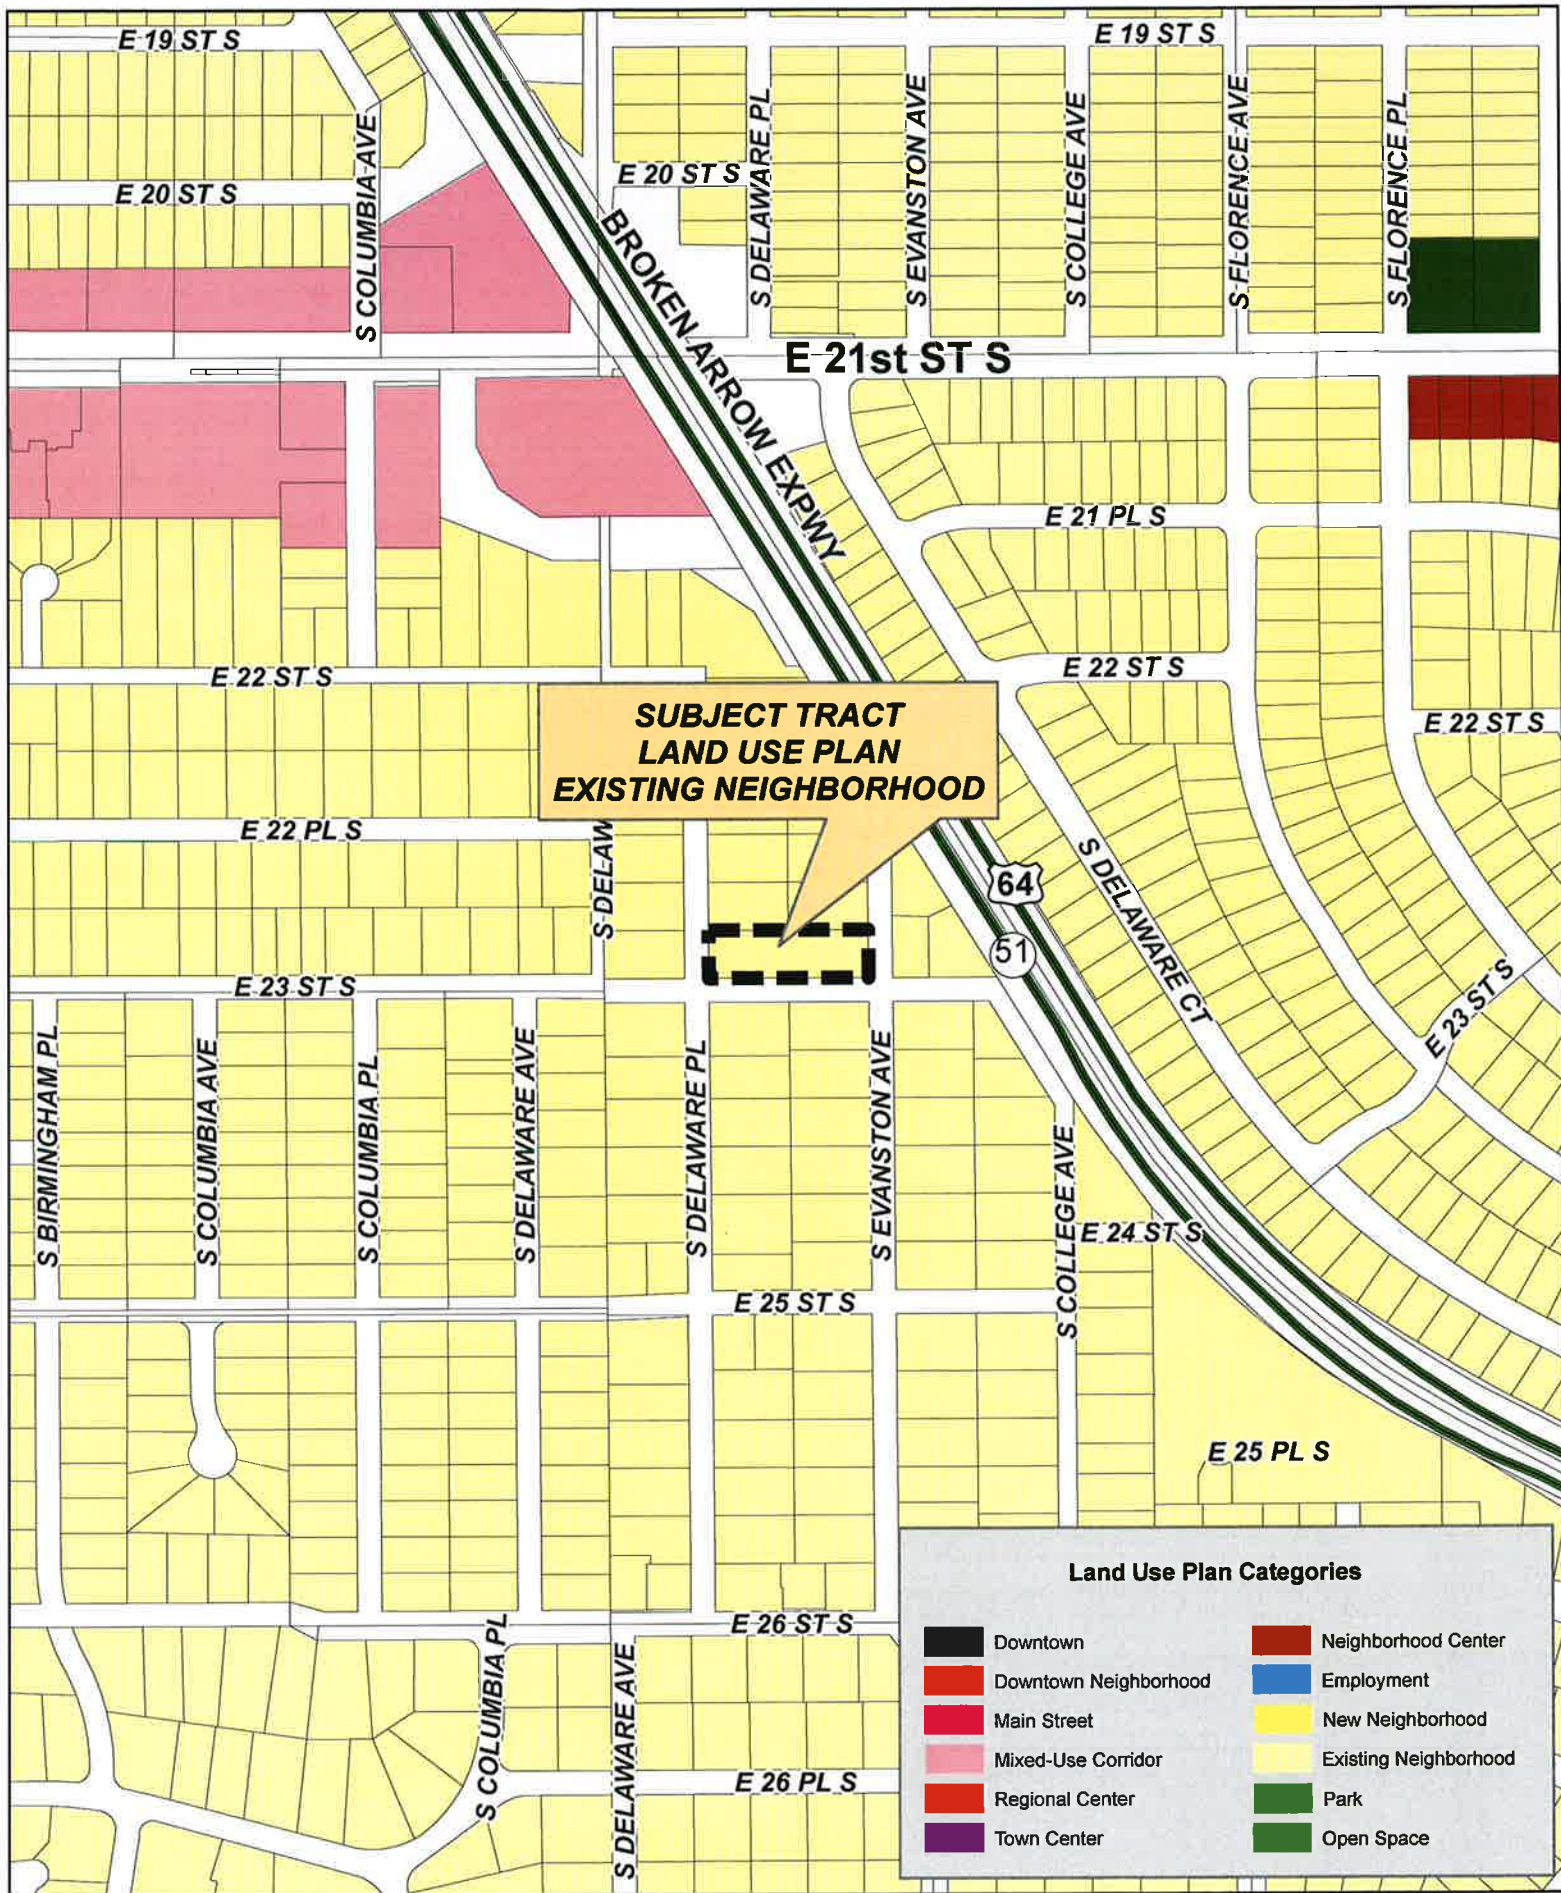 E 19 ST S
E 19 ST S
S COLUMBIA AVE
S DELAWARE PL
S EVANSTON AVE
S COLLEGE AVE
S FLORENCE AVE
S FLORENCE PL
E 20 ST S
E 20 ST S
BROKEN ARROW EXPWY
E 21st ST S
E 21 PL S
E 22 ST S
E 22 ST S
E 22 ST S
SUBJECT TRACT
LAND USE PLAN
EXISTING NEIGHBORHOOD
E 22 PL S
S DELAW
64
51
S DELAWARE CT
E 23 ST S
E 23 ST S
S BIRMINGHAM PL
S COLUMBIA AVE
S COLUMBIA PL
S DELAWARE AVE
S DELAWARE PL
S EVANSTON AVE
S COLLEGE AVE
E 24 ST S
E 25 ST S
E 25 PL S
E 26 ST S
S COLUMBIA PL
S DELAWARE AVE
E 26 PL S
Land Use Plan Categories
Downtown
Downtown Neighborhood
Main Street
Mixed-Use Corridor
Regional Center
Town Center
Neighborhood Center
Employment
New Neighborhood
Existing Neighborhood
Park
Open Space